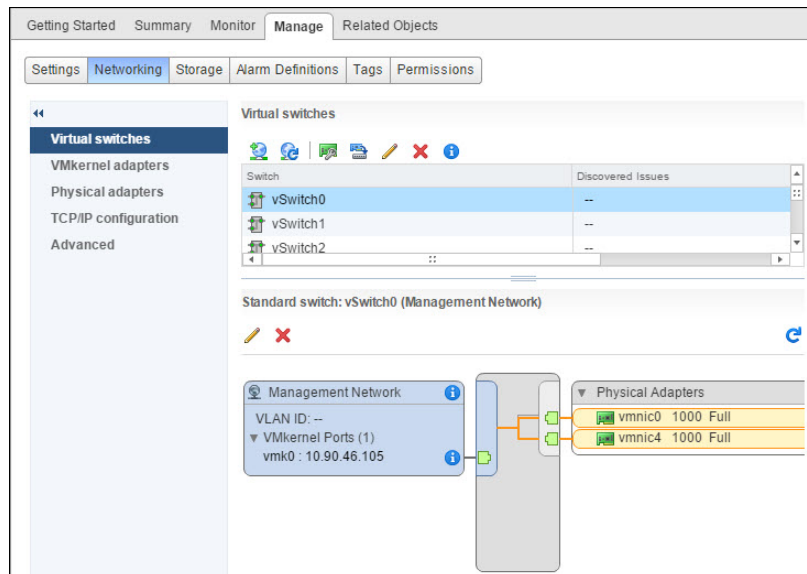 Getting Started Summary Monitor Manage Related Objects
Settings Networking Storage Alarm Definitions Tags Permissions
Virtual switches
VMkernel adapters
Physical adapters
TCP/IP configuration
Advanced
Virtual switches
Switch Discovered Issues
vSwitch0 --
vSwitch1 --
vSwitch2 --
Standard switch: vSwitch0 (Management Network)
Management Network
VLAN ID: --
VMkernel Ports (1)
vmk0 : 10.90.46.105
Physical Adapters
vmnic0 1000 Full
vmnic4 1000 Full